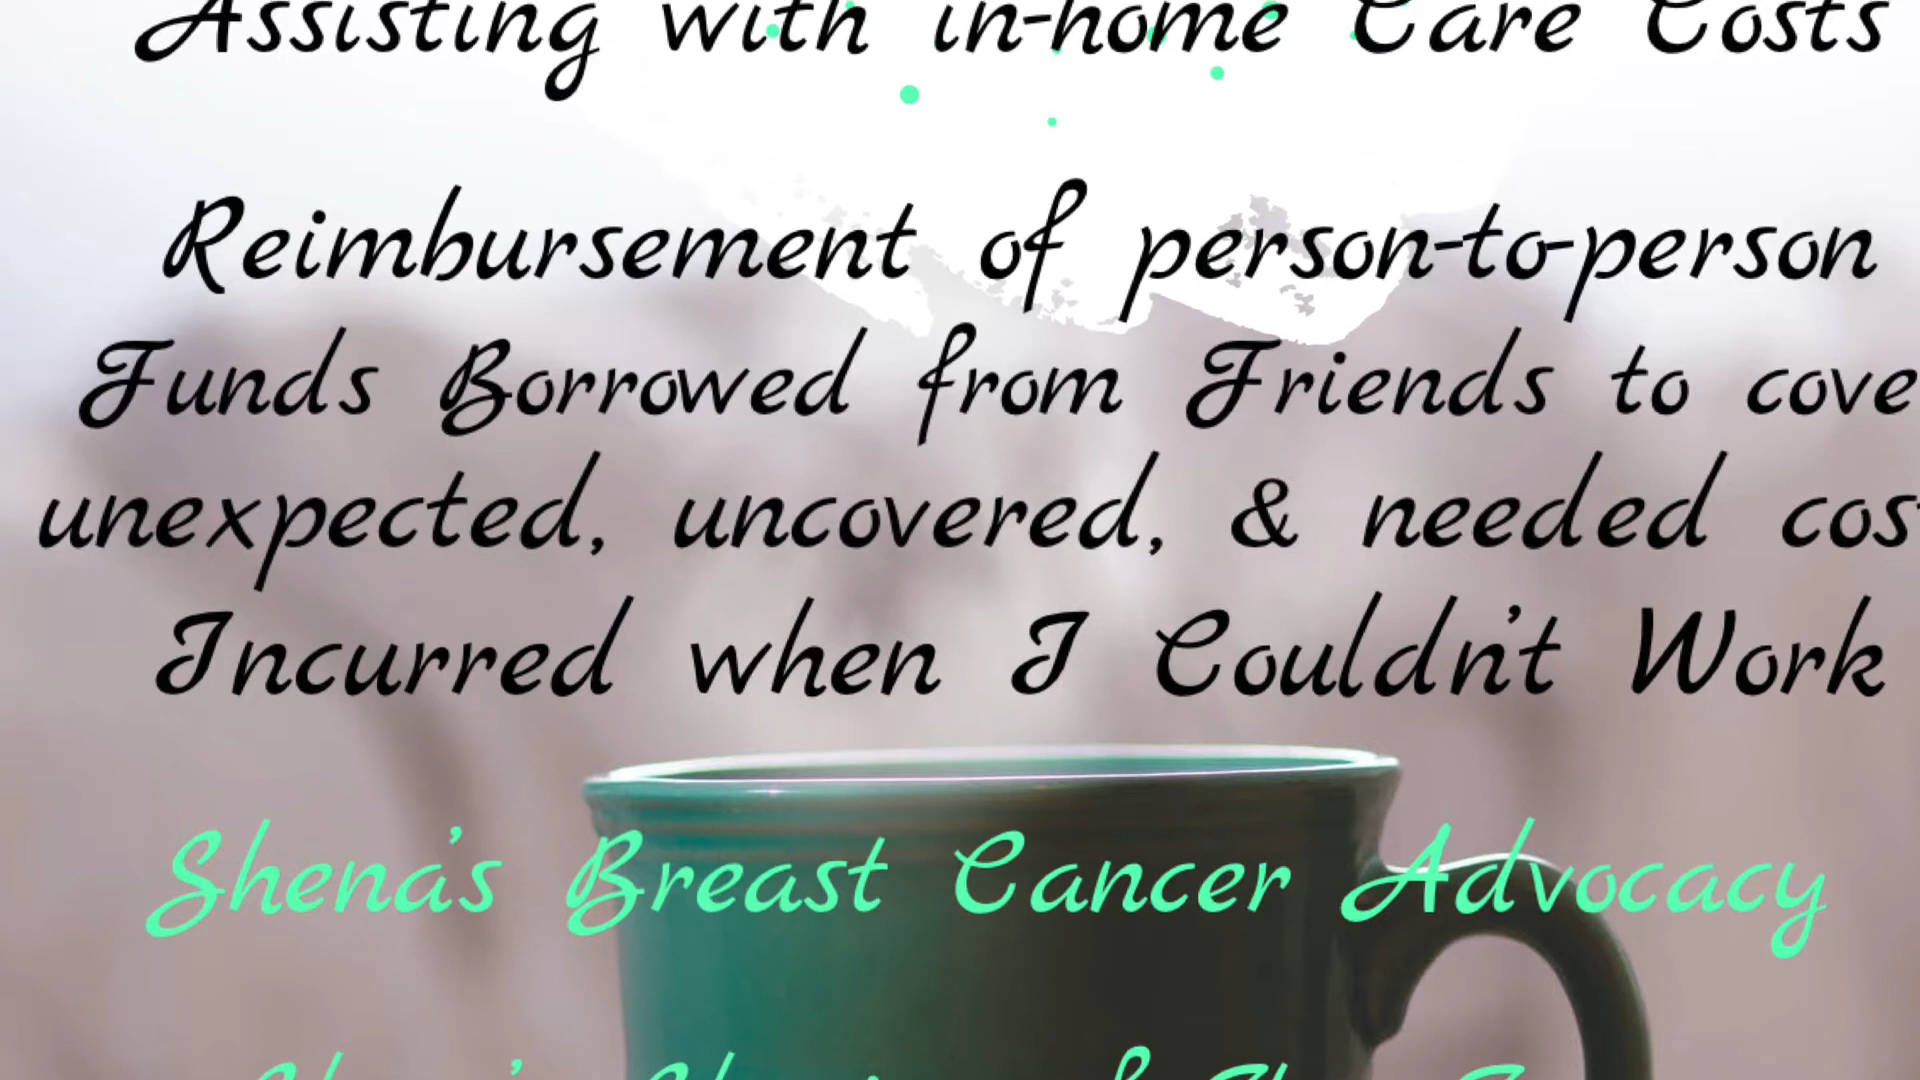 Assisting with in-home Care Costs
Reimbursement of person-to-person
Funds Borrowed from Friends to cove
unexpected, uncovered, & needed cos
Incurred when I Couldn't Work
Shena's Breast Cancer Advocacy